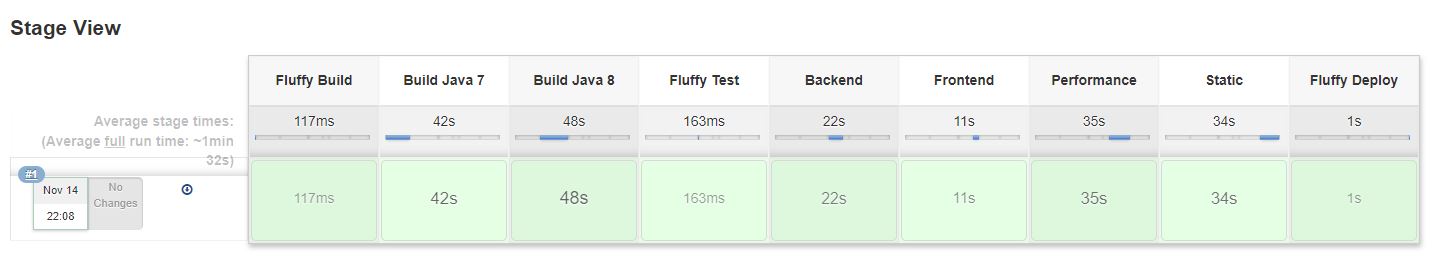 Stage View
Fluffy Build Build Java 7 Build Java 8 Fluffy Test Backend Frontend Performance Static Fluffy Deploy
Average stage times:
(Average full run time: ~1min
32s)
117ms 42s 48s 163ms 22s 11s 35s 34s 1s
#1
Nov 14
22:08
No
Changes
117ms 42s 48s 163ms 22s 11s 35s 34s 1s